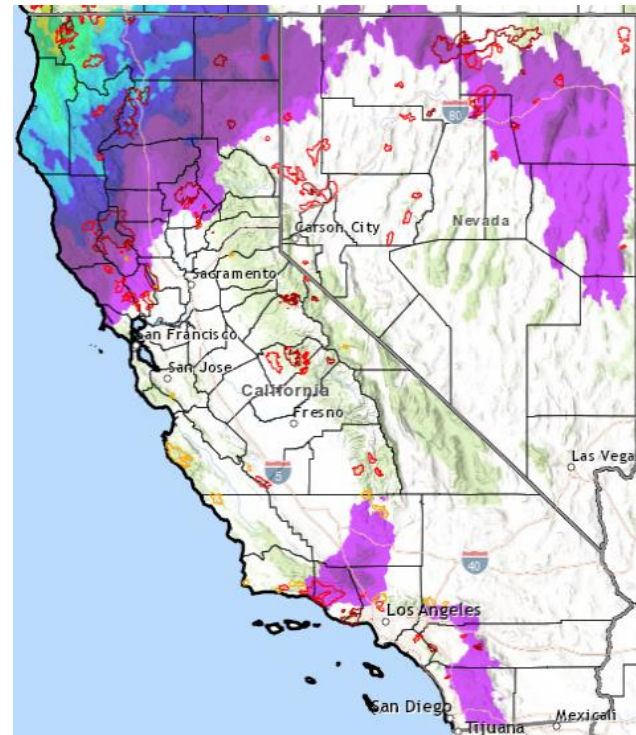 80
Nevada
Carson City
Sacramento
San Francisco
San Jose
California
Fresno
Las Vega
5
40
Los Angeles
San Diego
Mexicali
Tijuana